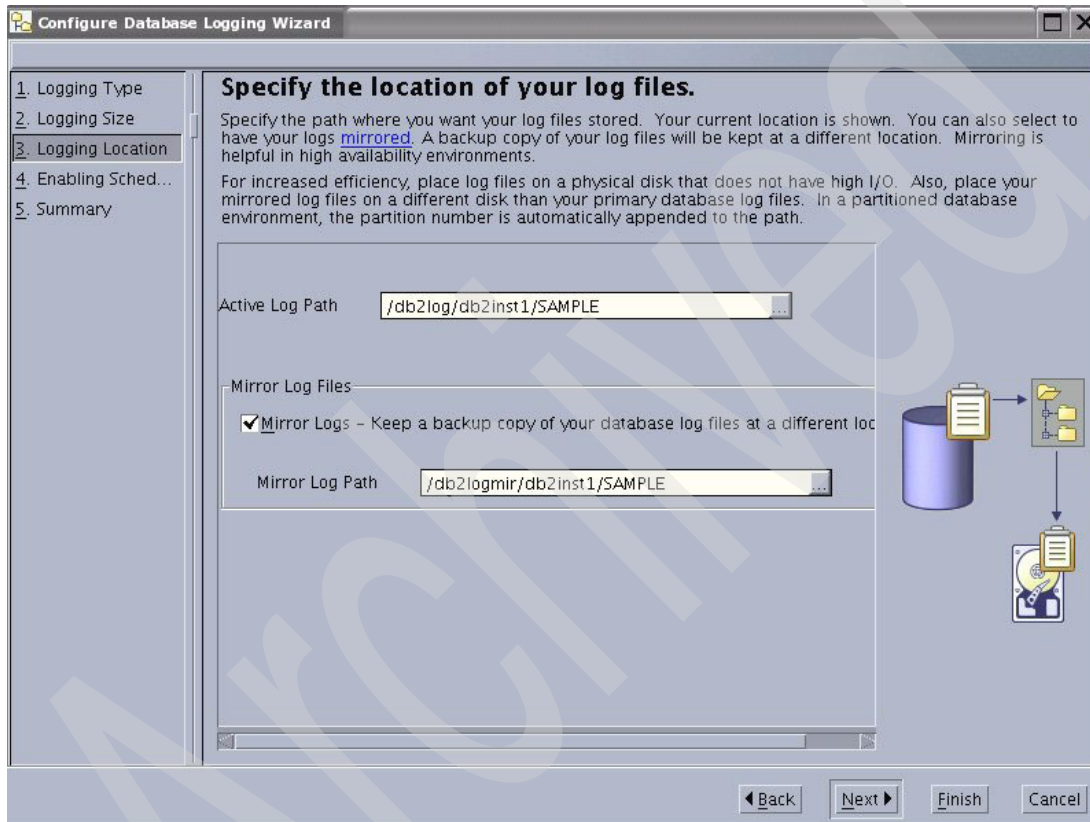 Configure Database Logging Wizard
1. Logging Type
2. Logging Size
3. Logging Location
4. Enabling Sched...
5. Summary
Specify the location of your log files.
Specify the path where you want your log files stored. Your current location is shown. You can also select to
have your logs mirrored. A backup copy of your log files will be kept at a different location. Mirroring is
helpful in high availability environments.
For increased efficiency, place log files on a physical disk that does not have high I/O. Also, place your
mirrored log files on a different disk than your primary database log files. In a partitioned database
environment, the partition number is automatically appended to the path.
Active Log Path /db2log/db2inst1/SAMPLE ...
Mirror Log Files
Mirror Logs - Keep a backup copy of your database log files at a different loc
Mirror Log Path /db2logmir/db2inst1/SAMPLE ...
Back Next Finish Cancel
Archived